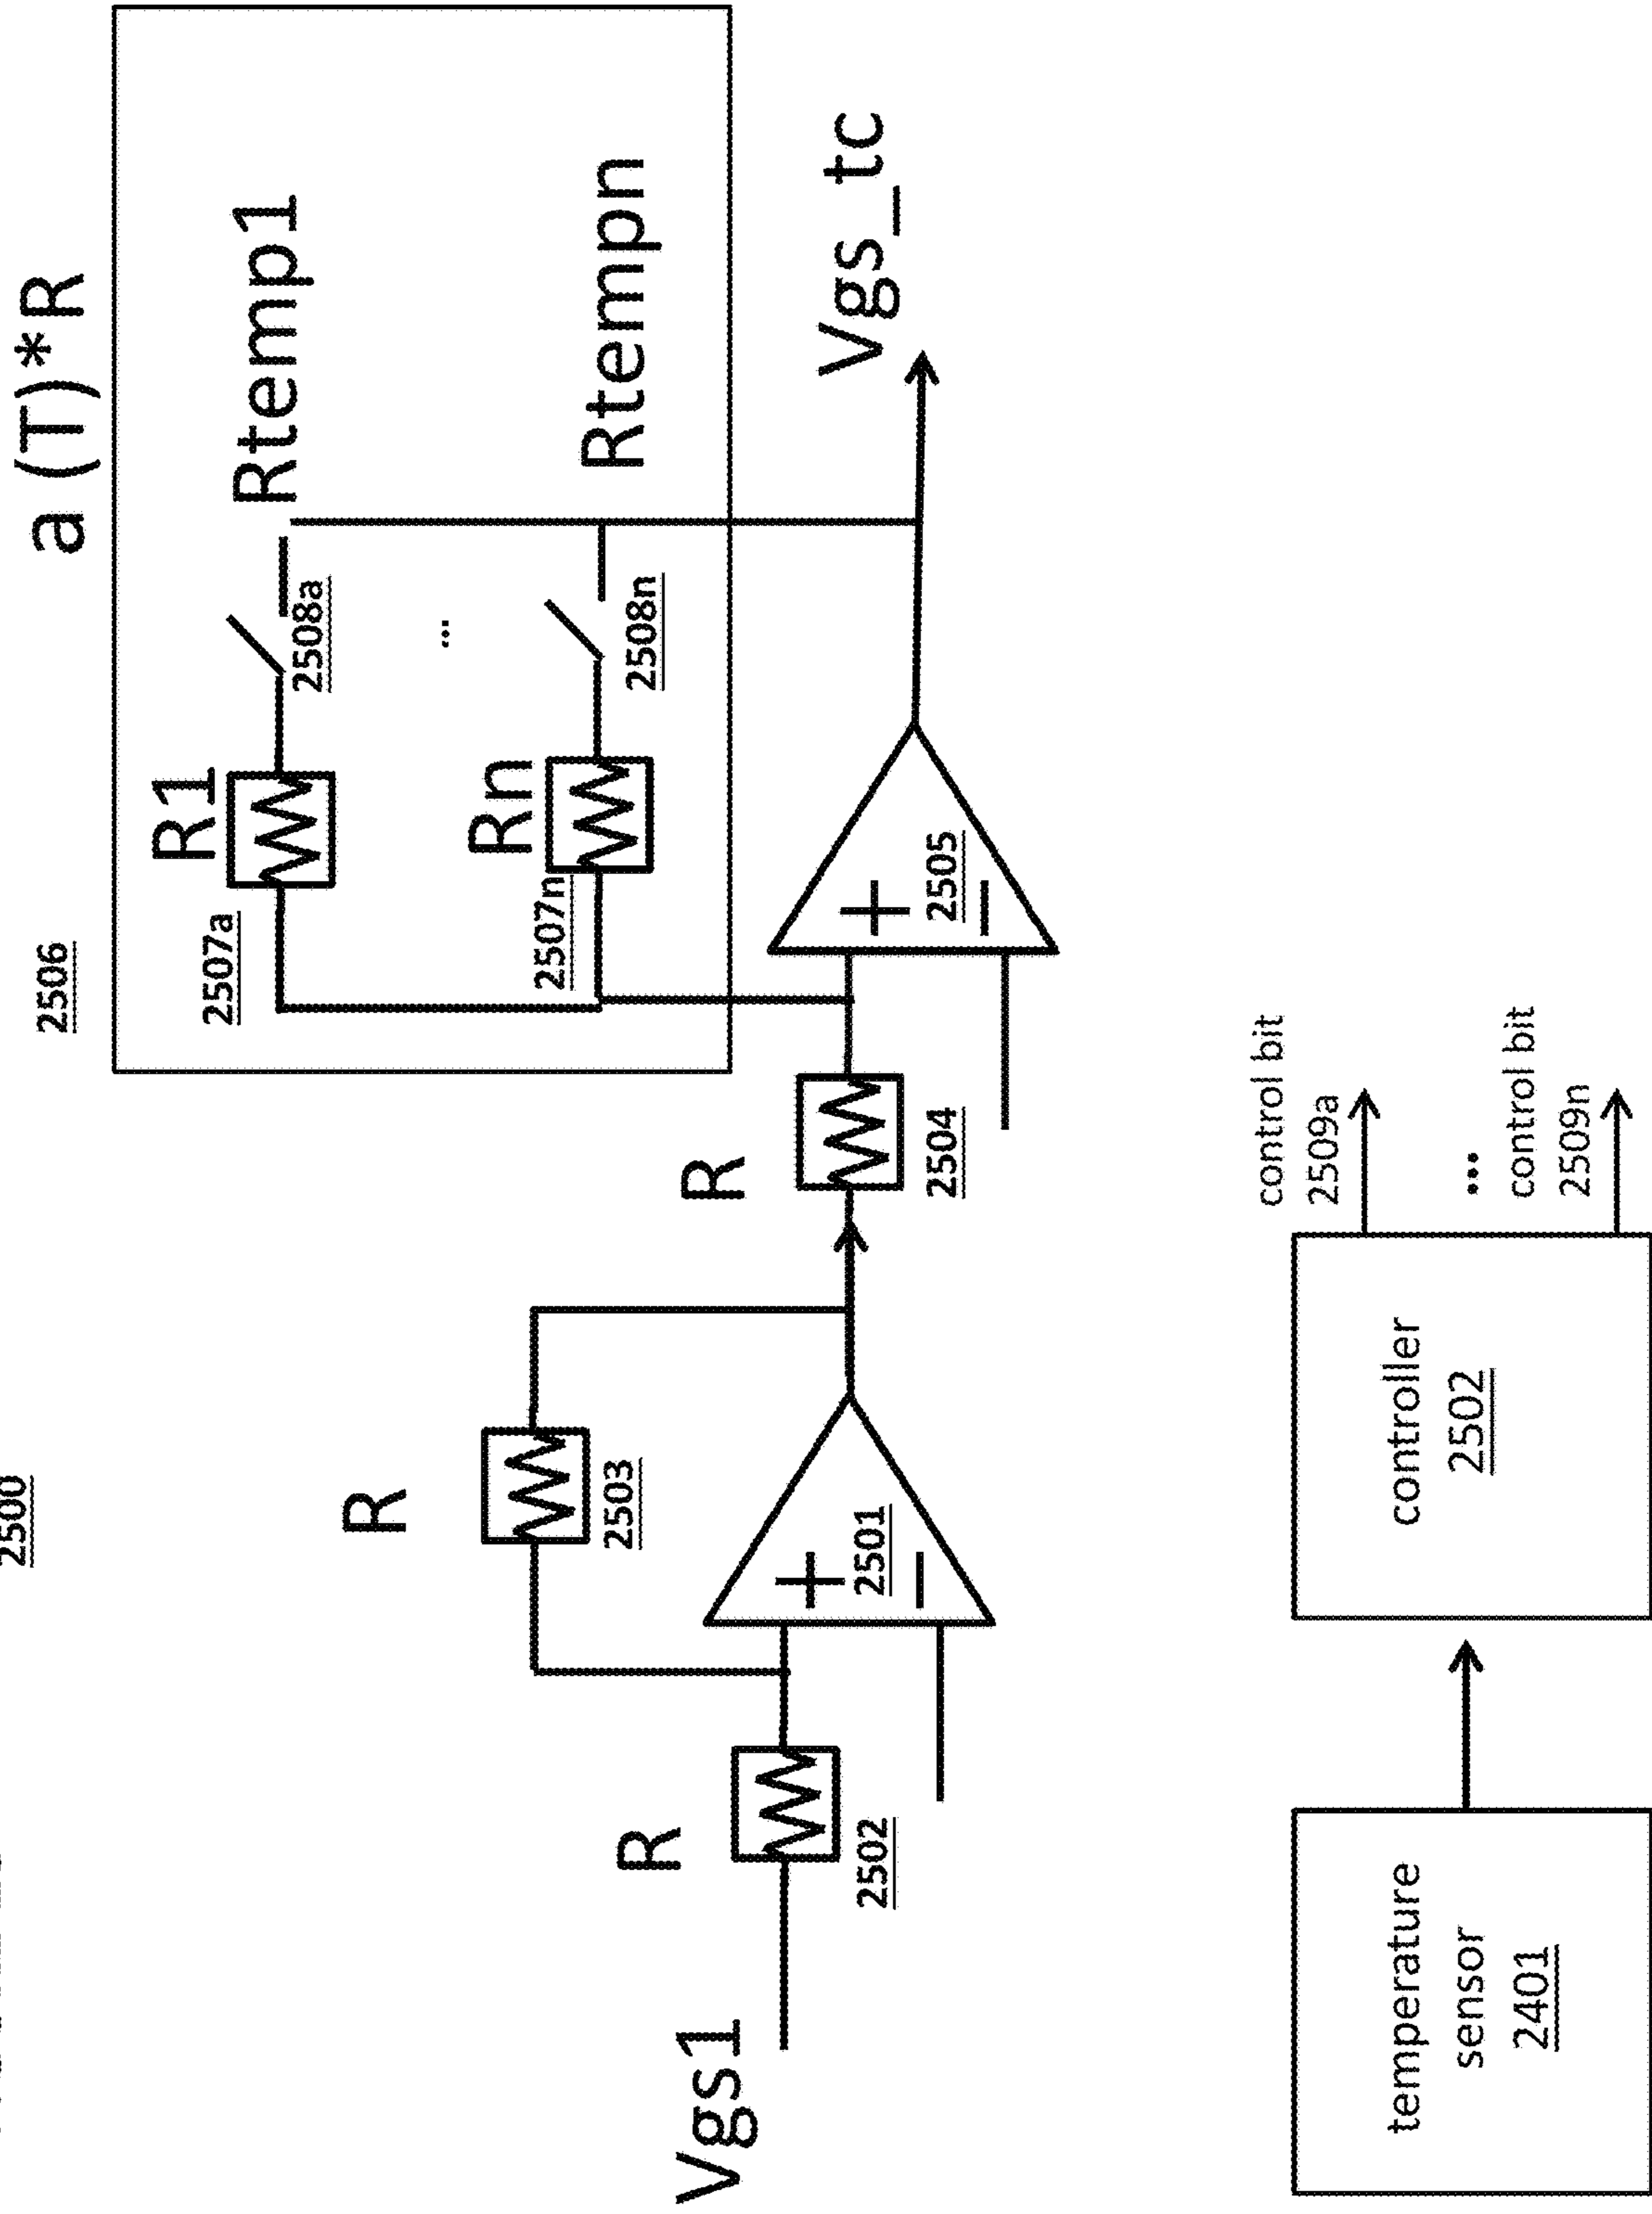 2500
2506
a (T)*R
R1
Rtemp1
2507a
2508a
...
Rn
Rtempn
2507n
2508n
R
2503
R
2504
+
2505
−
Vgs_tc
Vgs1
R
2502
+
2501
−
temperature
sensor
2401
controller
2502
control bit
2509a
...
control bit
2509n